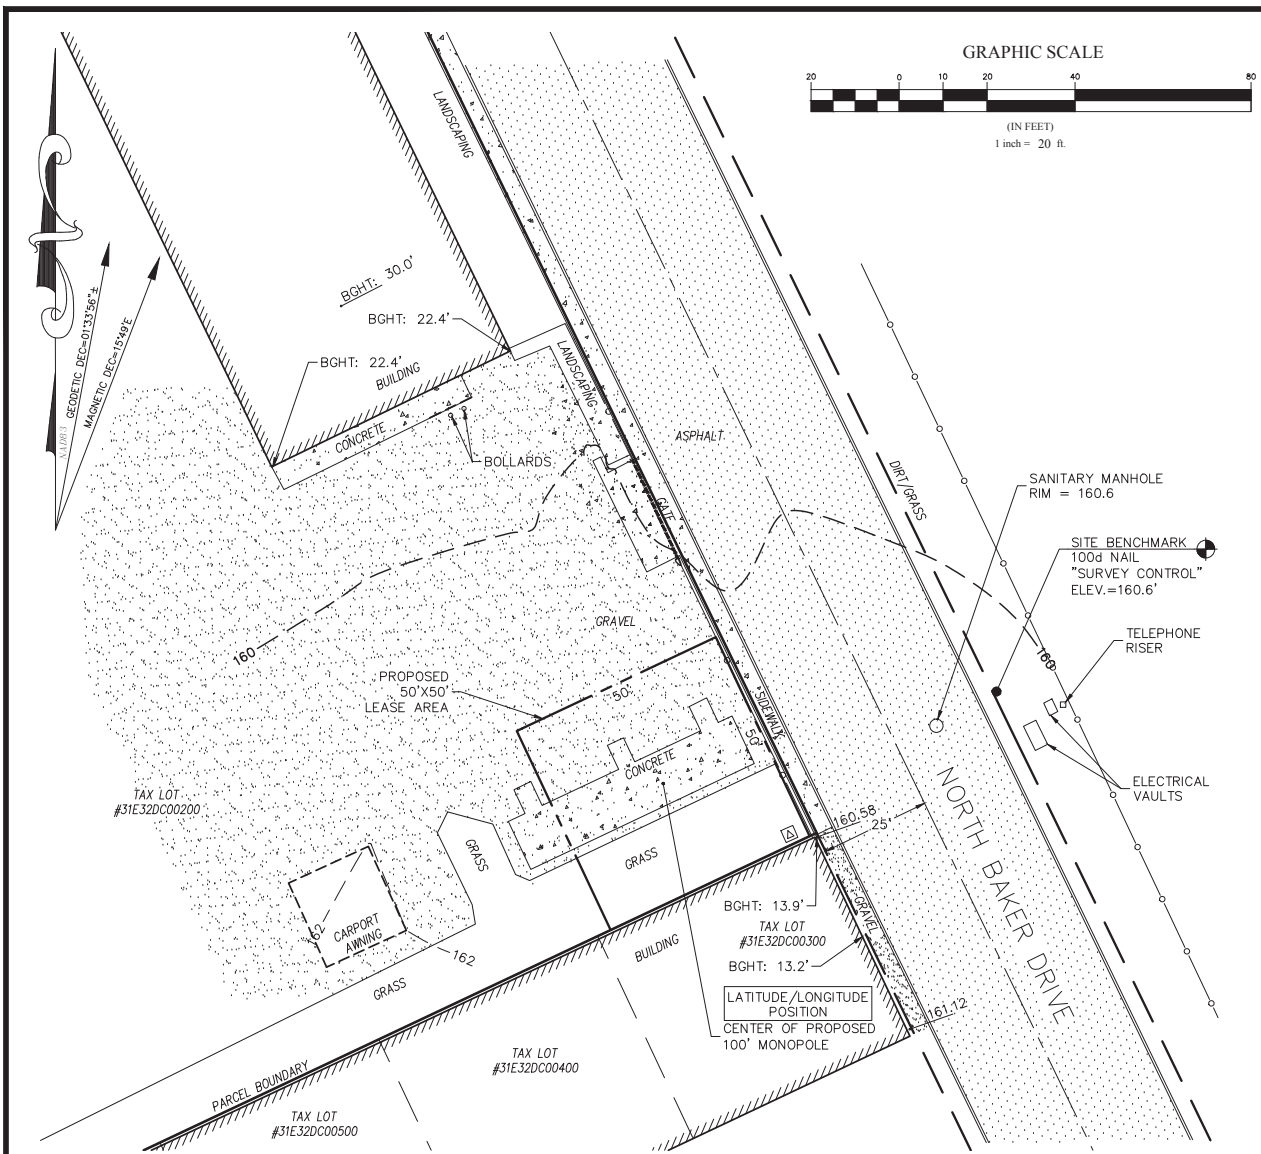 GRAPHIC SCALE
20 0 10 20 40 80
(IN FEET)
1 inch = 20 ft.
LANDSCAPING
BGHT: 30.0'
BGHT: 22.4'
BGHT: 22.4'
BUILDING
LANDSCAPING
CONCRETE
BOLLARDS
NAD83
GEODETIC DEC=01°33'56"±
MAGNETIC DEC=15°49'E
ASPHALT
DIRT/GRASS
GATE
SANITARY MANHOLE
RIM = 160.6
SITE BENCHMARK
100d NAIL
"SURVEY CONTROL"
ELEV.=160.6'
TELEPHONE
RISER
160
160
GRAVEL
PROPOSED
50'X50'
LEASE AREA
50'
50'
SIDEWALK
CONCRETE
ELECTRICAL
VAULTS
TAX LOT
#31E32DC00200
160.58
25'
NORTH BAKER DRIVE
GRASS
GRASS
BGHT: 13.9'
GRAVEL
TAX LOT
#31E32DC00300
BGHT: 13.2'
62
CARPORT
AWNING
162
BUILDING
GRASS
LATITUDE/LONGITUDE
POSITION
CENTER OF PROPOSED
100' MONOPOLE
161.12
TAX LOT
#31E32DC00400
PARCEL BOUNDARY
TAX LOT
#31E32DC00500